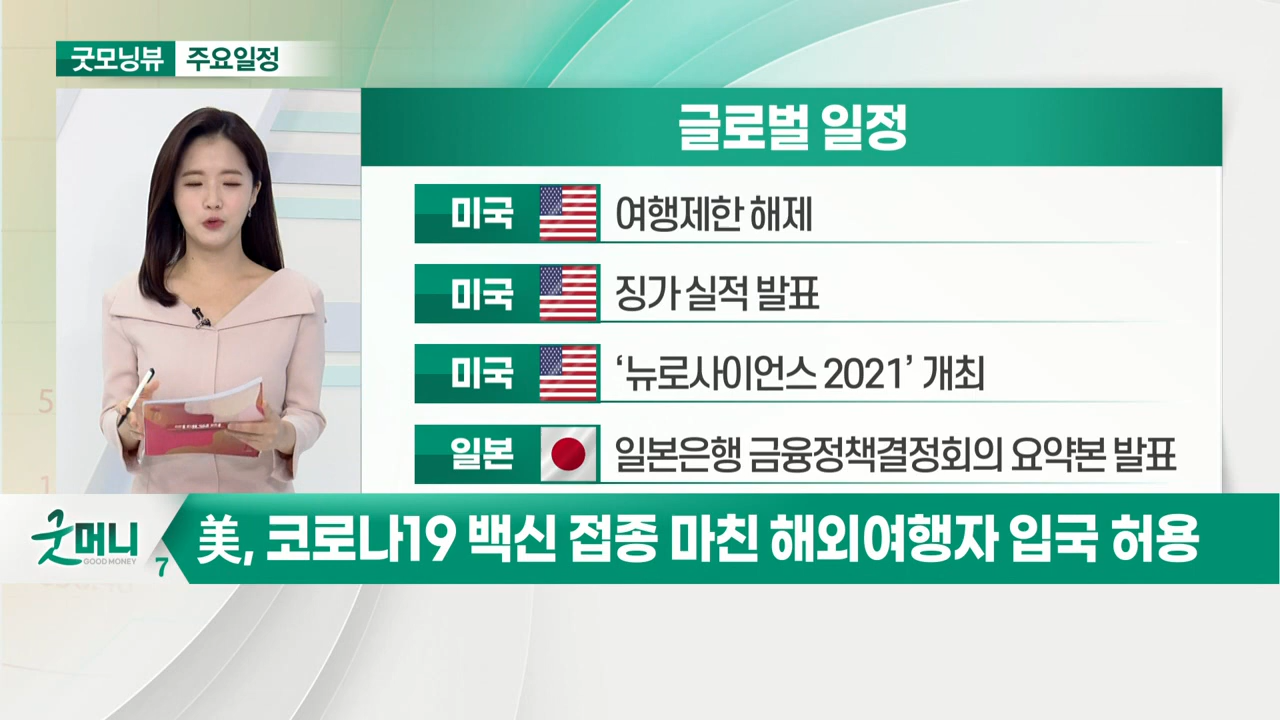 굿모닝뷰 주요일정
글로벌 일정
미국 여행제한 해제
미국 징가 실적 발표
미국 ‘뉴로사이언스 2021’ 개최
일본 일본은행 금융정책결정회의 요약본 발표
굿머니 GOOD MONEY 7
美, 코로나19 백신 접종 마친 해외여행자 입국 허용
5
1